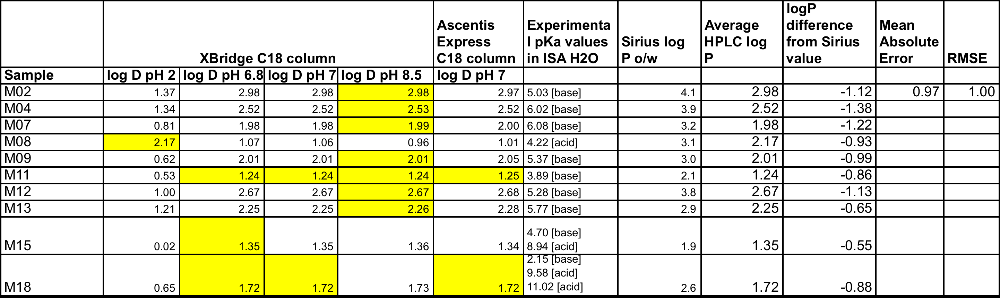 XBridge C18 column
Ascentis
Express
C18 column
Experimenta
l pKa values
in ISA H2O
Sirius log
P o/w
Average
HPLC log
P
logP
difference
from Sirius
value
Mean
Absolute
Error
RMSE
Sample log D pH 2 log D pH 6.8 log D pH 7 log D pH 8.5 log D pH 7
M02 1.37 2.98 2.98 2.98 2.97 5.03 [base] 4.1 2.98 -1.12 0.97 1.00
M04 1.34 2.52 2.52 2.53 2.52 6.02 [base] 3.9 2.52 -1.38
M07 0.81 1.98 1.98 1.99 2.00 6.08 [base] 3.2 1.98 -1.22
M08 2.17 1.07 1.06 0.96 1.01 4.22 [acid] 3.1 2.17 -0.93
M09 0.62 2.01 2.01 2.01 2.05 5.37 [base] 3.0 2.01 -0.99
M11 0.53 1.24 1.24 1.24 1.25 3.89 [base] 2.1 1.24 -0.86
M12 1.00 2.67 2.67 2.67 2.68 5.28 [base] 3.8 2.67 -1.13
M13 1.21 2.25 2.25 2.26 2.28 5.77 [base] 2.9 2.25 -0.65
4.70 [base]
M15 0.02 1.35 1.35 1.36 1.34 8.94 [acid] 1.9 1.35 -0.55
2.15 [base]
9.58 [acid]
M18 0.65 1.72 1.72 1.73 1.72 11.02 [acid] 2.6 1.72 -0.88